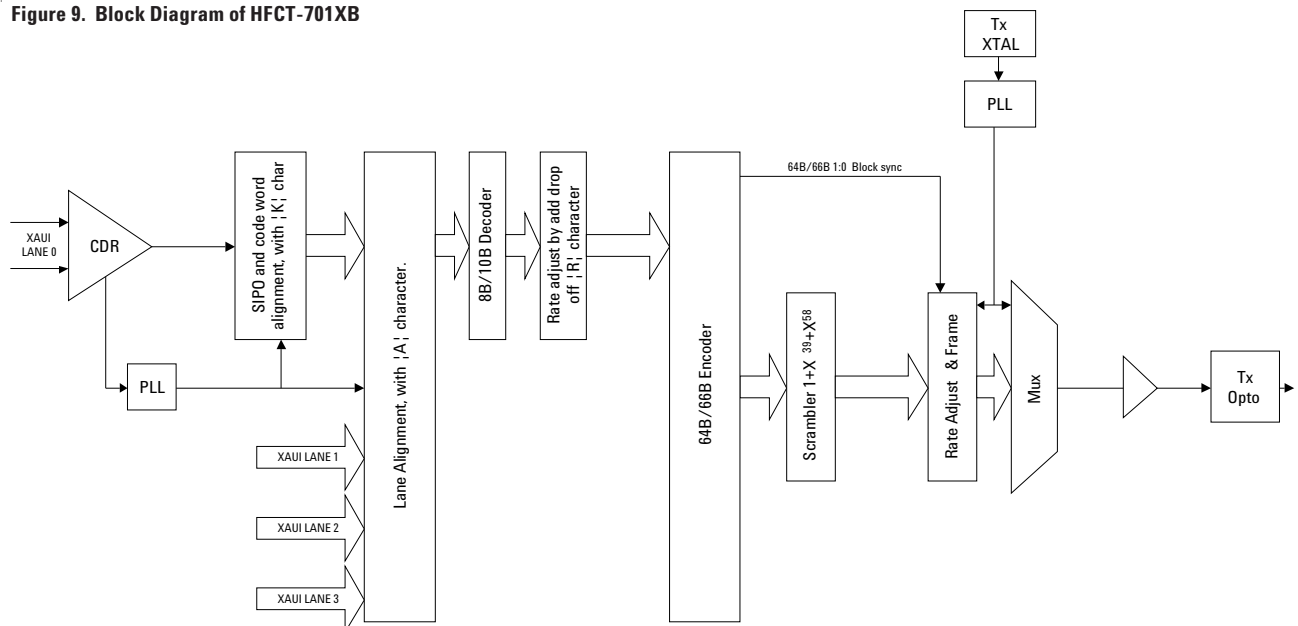 Figure 9. Block Diagram of HFCT-701XB
Tx
XTAL
PLL
XAUI
LANE 0
CDR
PLL
SIPO and code word
alignment, with ¦K¦ char
XAUI LANE 1
XAUI LANE 2
XAUI LANE 3
Lane Alignment, with ¦A¦ character.
8B/10B Decoder
Rate adjust by add drop
off ¦R¦ character
64B/66B Encoder
64B/66B 1:0 Block sync
Scrambler 1+X 39+X58
Rate Adjust & Frame
Mux
Tx
Opto